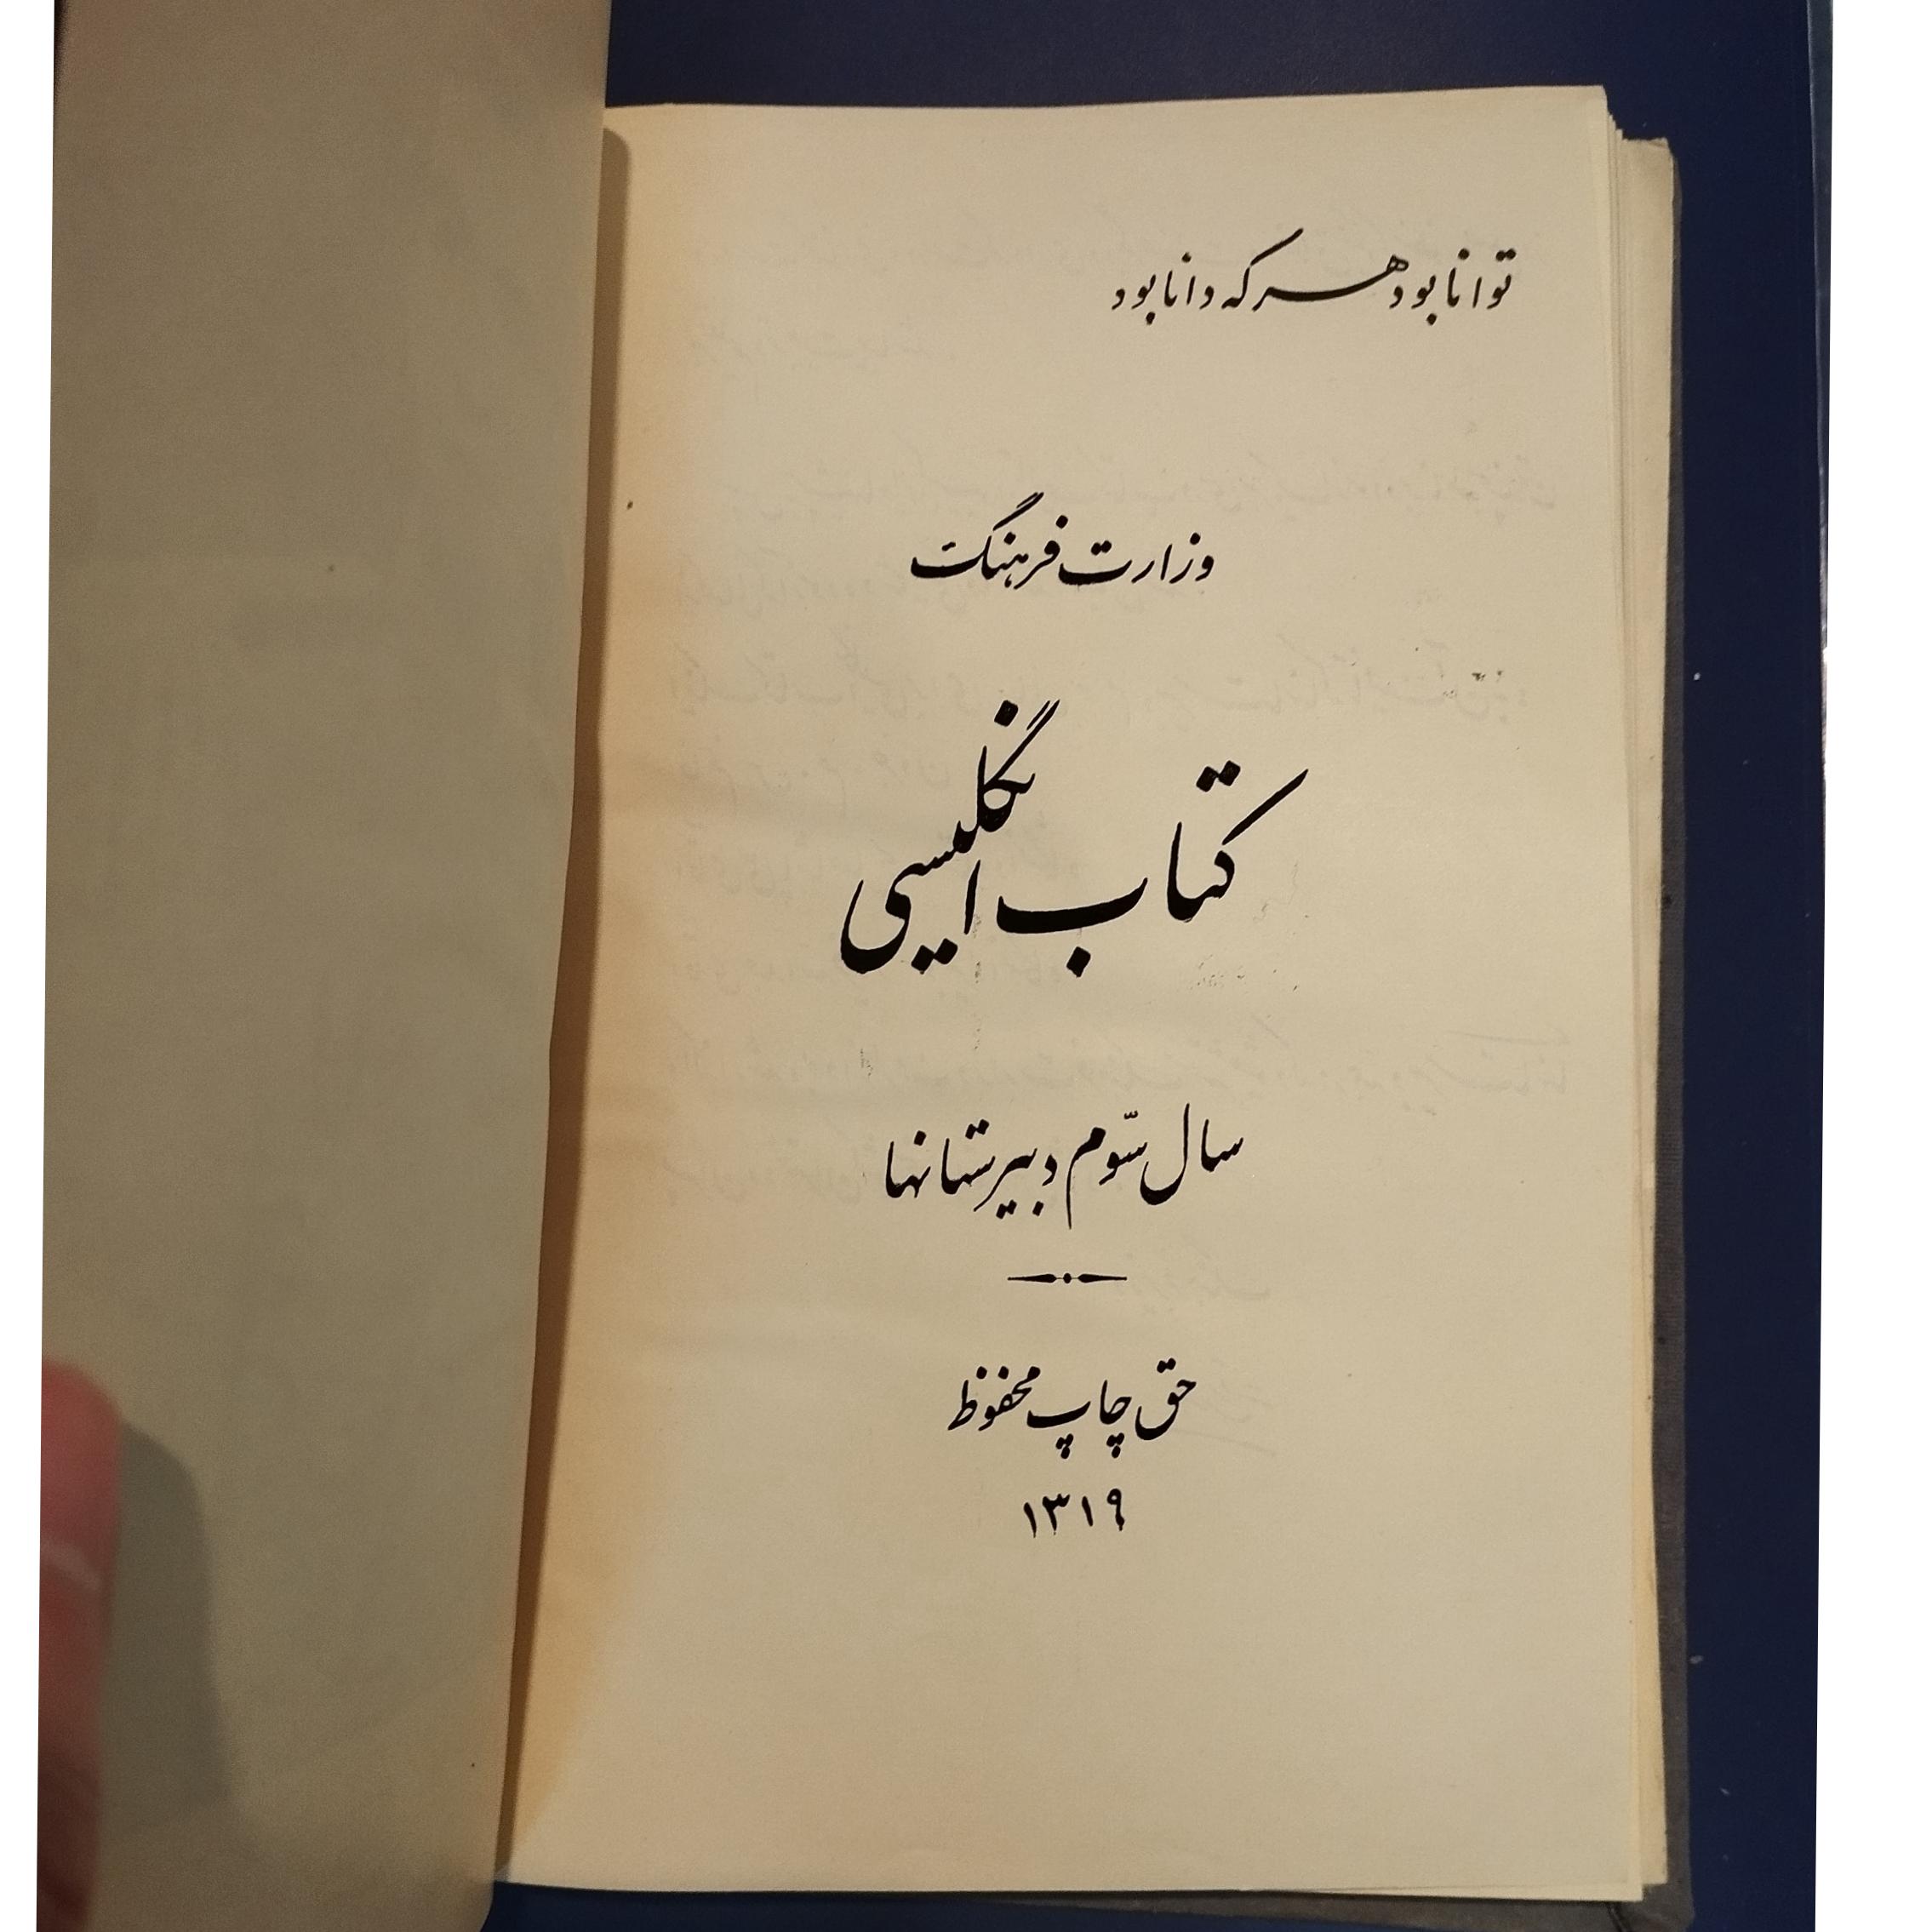 توانا بود هر که دانا بود
وزارت فرهنگ
کتاب انگلیسی
سال سوّم دبیرستانها
حق چاپ محفوظ
۱۳۱۹